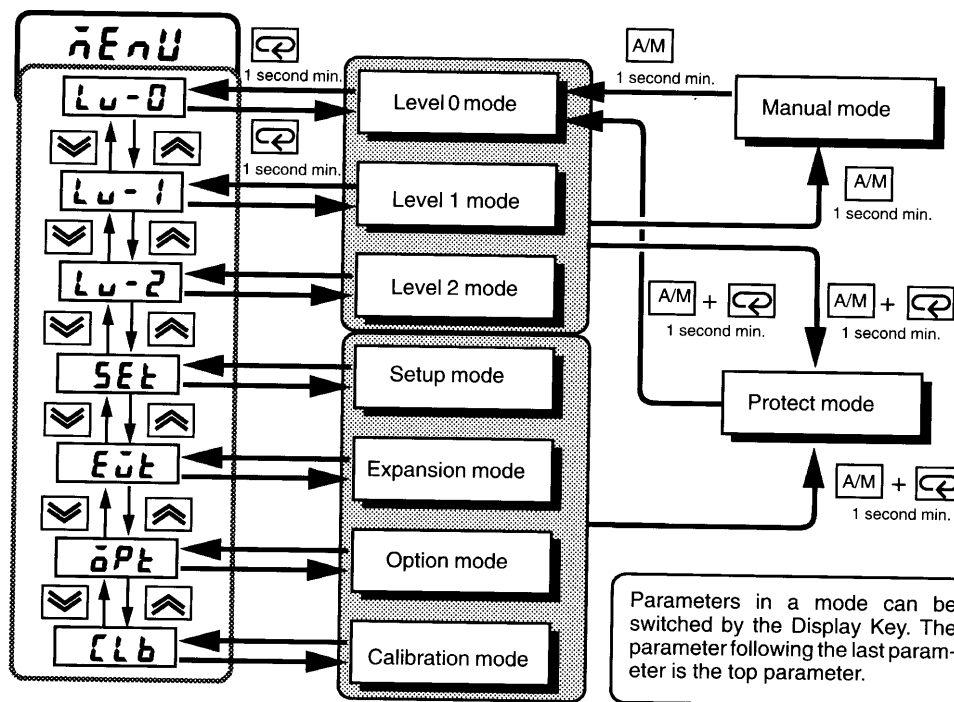 n̄EnU
Lu-0
Lu-1
Lu-2
SEt
Eūt
ōPt
CLb
1 second min.
1 second min.
Level 0 mode
Level 1 mode
Level 2 mode
Setup mode
Expansion mode
Option mode
Calibration mode
A/M
1 second min.
Manual mode
A/M
1 second min.
A/M +
1 second min.
A/M +
1 second min.
Protect mode
A/M +
1 second min.
Parameters in a mode can be
switched by the Display Key. The
parameter following the last param-
eter is the top parameter.